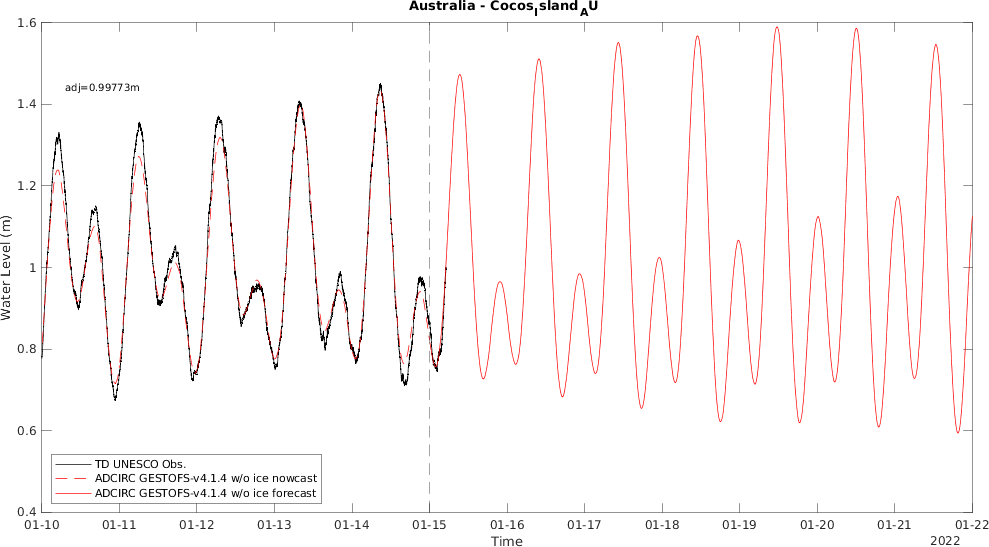 Australia - Cocos_Island_AU
1.6
adj=0.99773m
1.4
1.2
1
0.8
0.6
0.4
Water Level (m)
TD UNESCO Obs.
ADCIRC GESTOFS-v4.1.4 w/o ice nowcast
ADCIRC GESTOFS-v4.1.4 w/o ice forecast
01-10 01-11 01-12 01-13 01-14 01-15 01-16 01-17 01-18 01-19 01-20 01-21 01-22
Time
2022